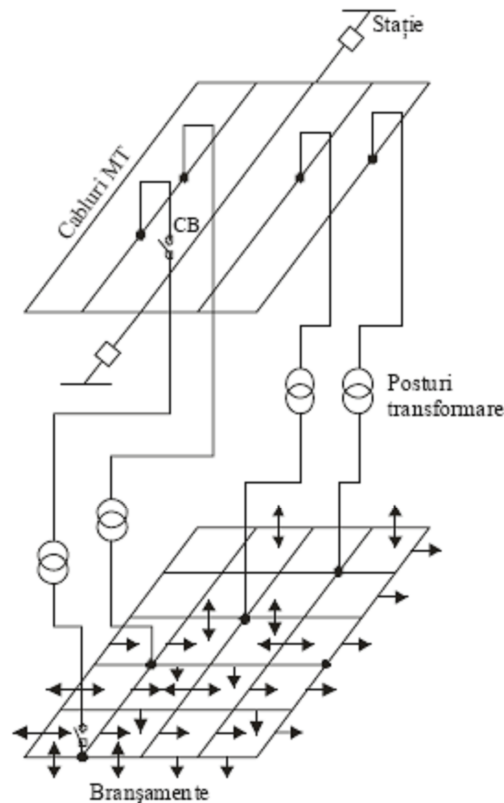 Stație
Cabluri MT
CB
Posturi
transformare
Branșamente